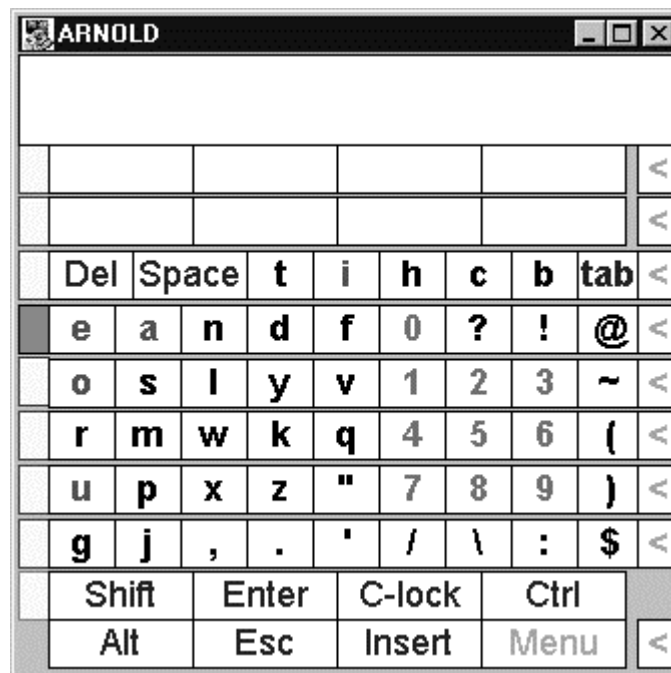 ARNOLD
<
<
Del Space t i h c b tab <
e a n d f 0 ? ! @ <
o s l y v 1 2 3 ~ <
r m w k q 4 5 6 ( <
u p x z " 7 8 9 ) <
g j , . ' / \ : $ <
Shift Enter C-lock Ctrl
Alt Esc Insert Menu <